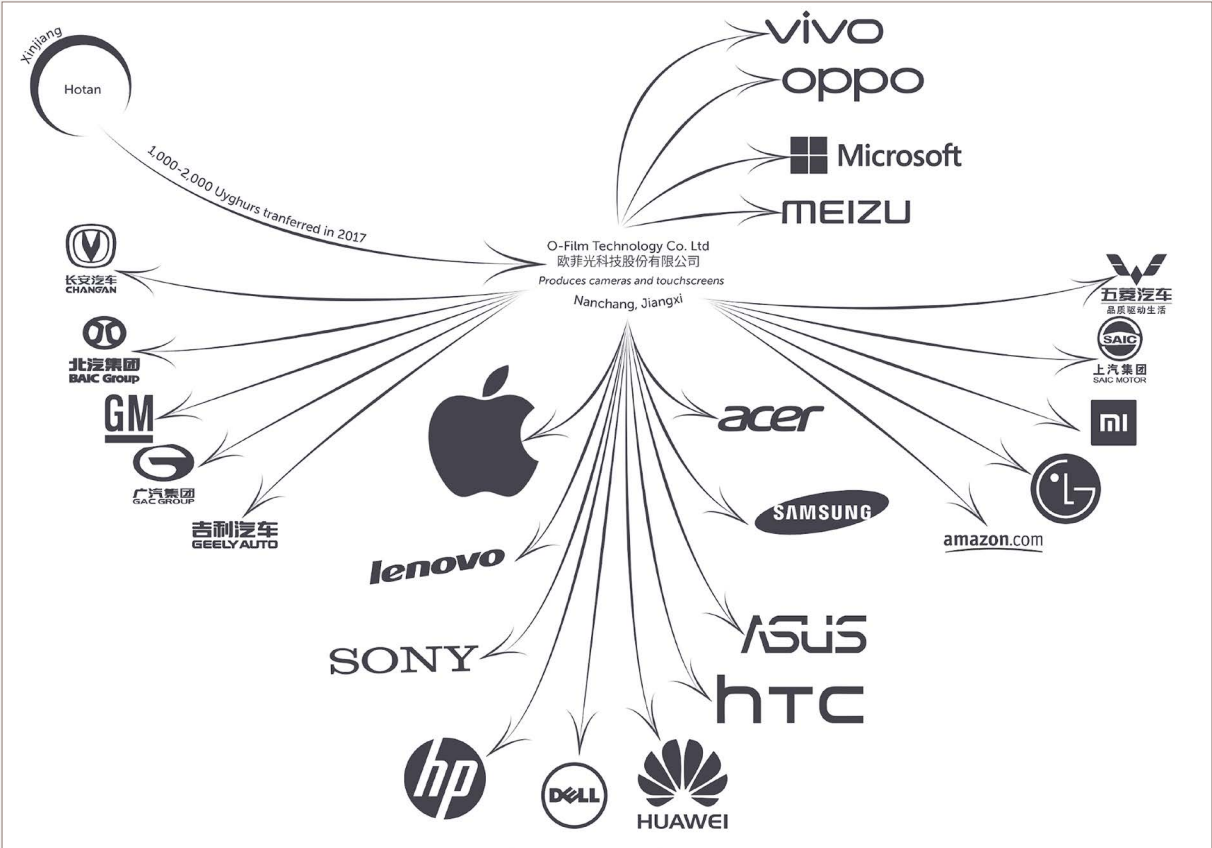 Xinjiang
Hotan
1,000-2,000 Uyghurs tranferred in 2017
vivo
oppo
Microsoft
MEIZU
O-Film Technology Co. Ltd
欧菲光科技股份有限公司
Produces cameras and touchscreens
Nanchang, Jiangxi
长安汽车
CHANGAN
北汽集团
BAIC Group
GM
广汽集团
GAC GROUP
吉利汽车
GEELY AUTO
lenovo
SONY
hp
DELL
HUAWEI
acer
SAMSUNG
ASUS
hTC
五菱汽车
品质驱动生活
SAIC
上汽集团
SAIC MOTOR
mi
LG
amazon.com